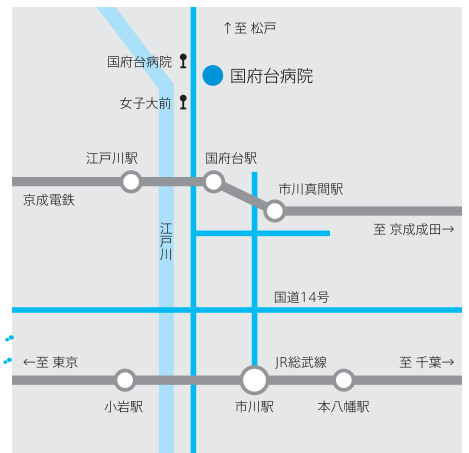 ↑至 松戸
国府台病院
国府台病院
女子大前
江戸川駅
国府台駅
市川真間駅
京成電鉄
江戸川
至 京成成田→
国道14号
←至 東京
JR総武線
至 千葉→
小岩駅
市川駅
本八幡駅